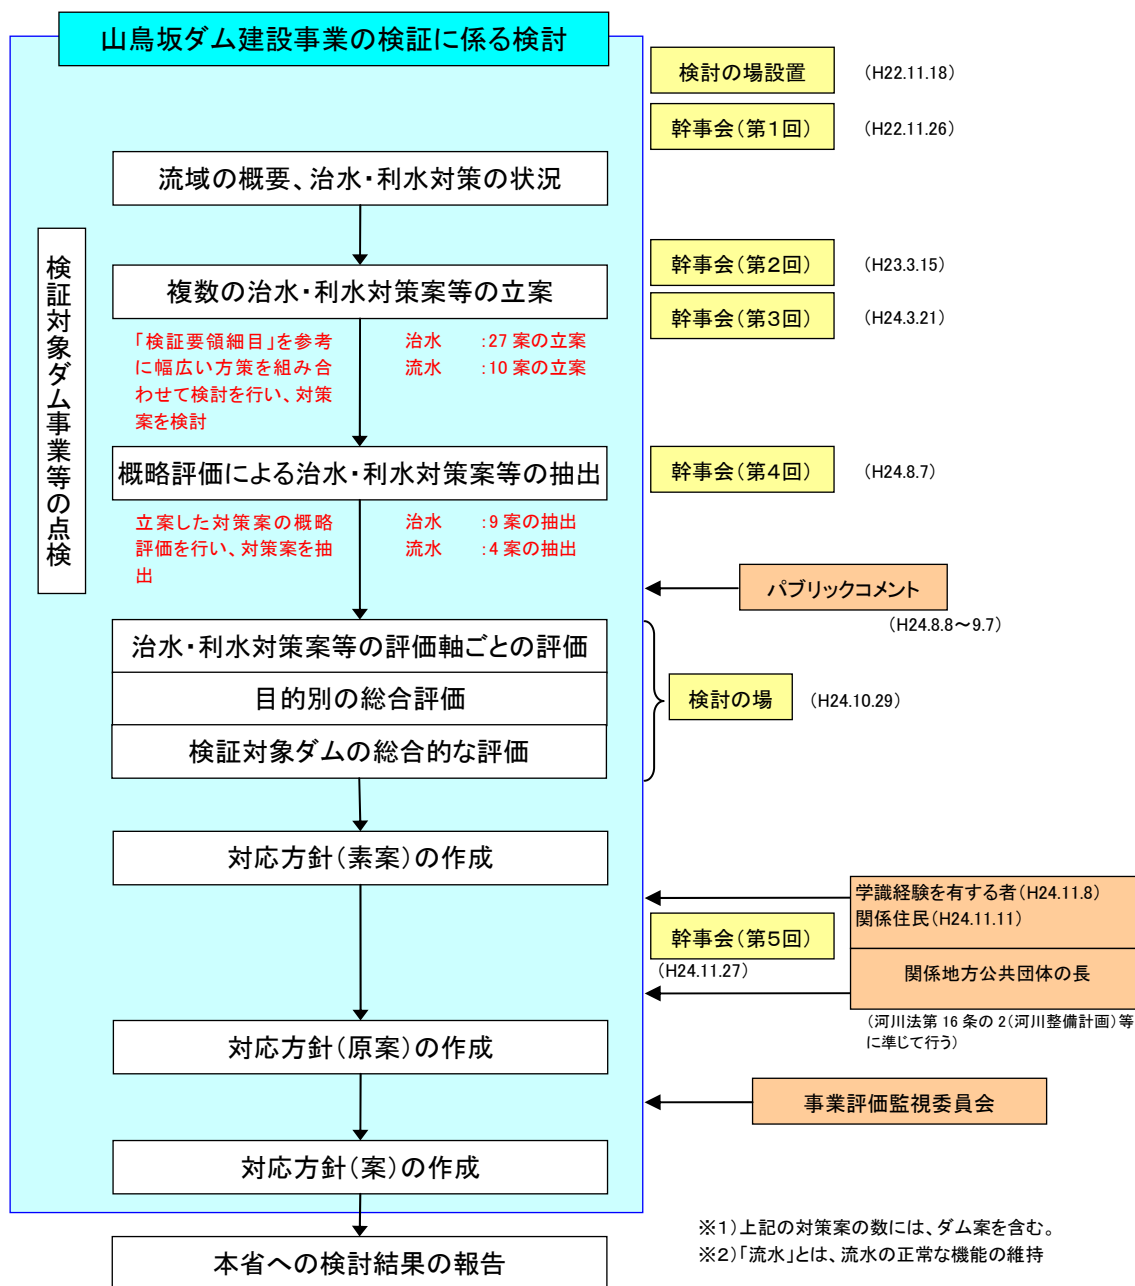 山鳥坂ダム建設事業の検証に係る検討
検討の場設置 (H22.11.18)
幹事会(第1回) (H22.11.26)
流域の概要、治水・利水対策の状況
検証対象ダム事業等の点検
幹事会(第2回) (H23.3.15)
複数の治水・利水対策案等の立案
幹事会(第3回) (H24.3.21)
「検証要領細目」を参考
に幅広い方策を組み合
わせて検討を行い、対策
案を検討
治水 :27 案の立案
流水 :10 案の立案
概略評価による治水・利水対策案等の抽出
幹事会(第4回) (H24.8.7)
立案した対策案の概略
評価を行い、対策案を抽
出
治水 :9 案の抽出
流水 :4 案の抽出
パブリックコメント
(H24.8.8~9.7)
治水・利水対策案等の評価軸ごとの評価
目的別の総合評価
検証対象ダムの総合的な評価
検討の場 (H24.10.29)
対応方針(素案)の作成
学識経験を有する者(H24.11.8)
関係住民(H24.11.11)
幹事会(第5回)
(H24.11.27)
関係地方公共団体の長
(河川法第 16 条の 2(河川整備計画)等
に準じて行う)
対応方針(原案)の作成
事業評価監視委員会
対応方針(案)の作成
本省への検討結果の報告
※1)上記の対策案の数には、ダム案を含む。
※2)「流水」とは、流水の正常な機能の維持